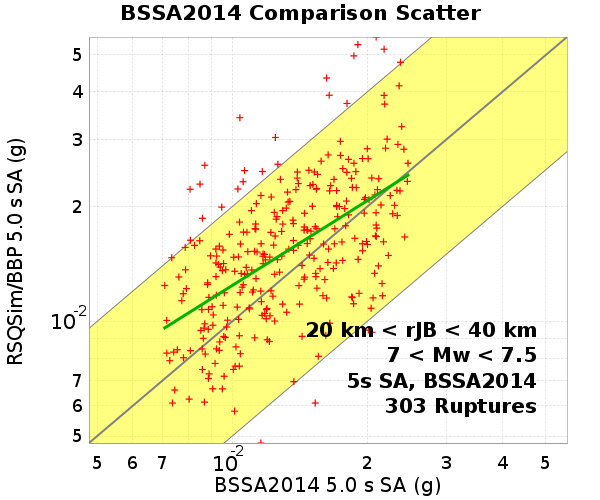 BSSA2014 Comparison Scatter
RSQSim/BBP 5.0 s SA (g)
5
4
3
2
10-2
7
6
5
20 km < rJB < 40 km
7 < Mw < 7.5
5s SA, BSSA2014
303 Ruptures
5 6 7 10-2 2 3 4 5
BSSA2014 5.0 s SA (g)